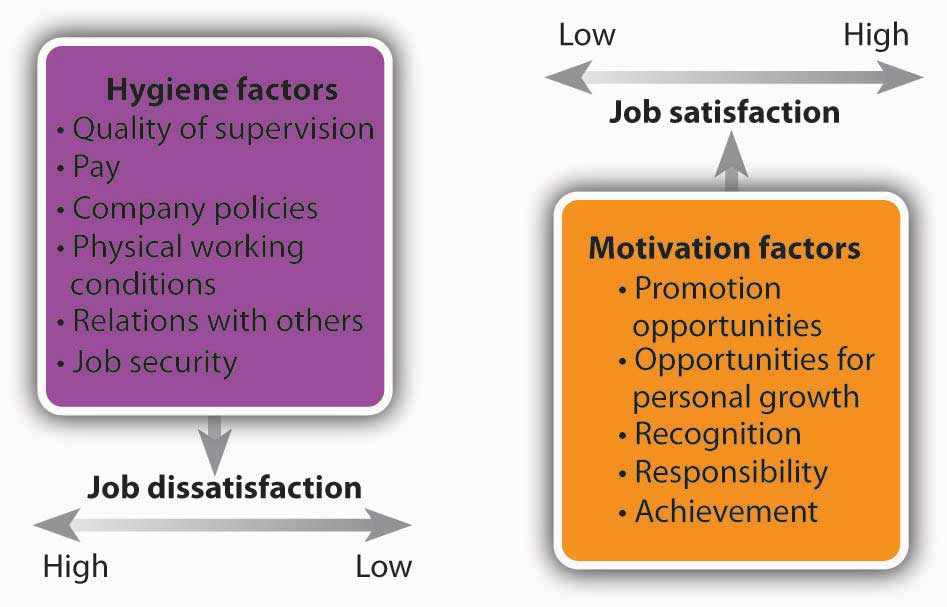 Hygiene factors
• Quality of supervision
• Pay
• Company policies
• Physical working
conditions
• Relations with others
• Job security
Job dissatisfaction
High Low
Low High
Job satisfaction
Motivation factors
• Promotion
opportunities
• Opportunities for
personal growth
• Recognition
• Responsibility
• Achievement